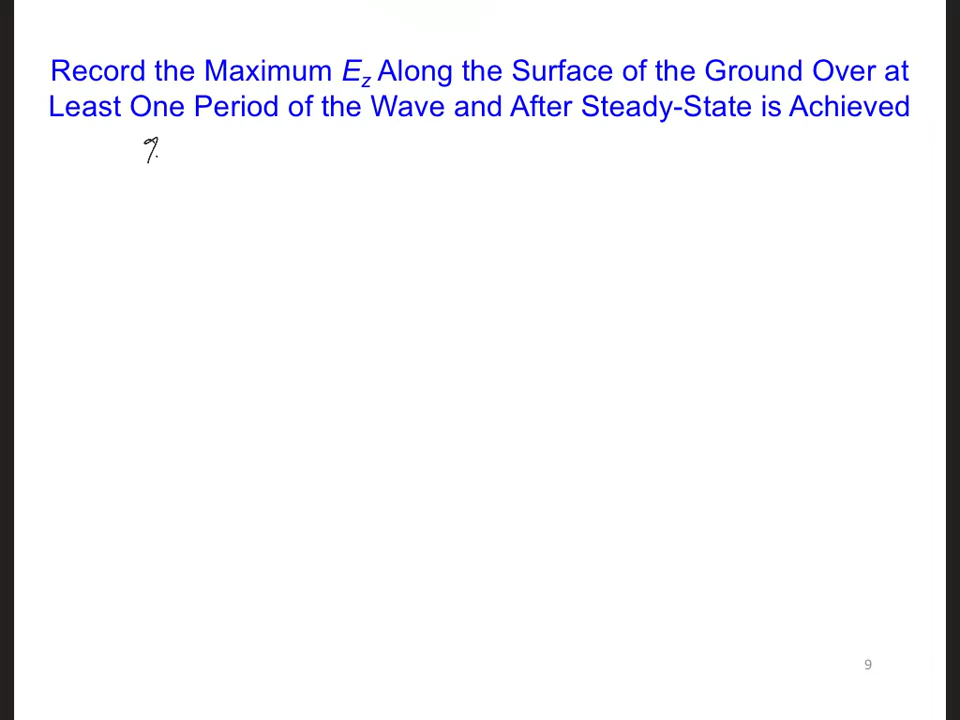 Record the Maximum Ez Along the Surface of the Ground Over at
Least One Period of the Wave and After Steady-State is Achieved
%
9